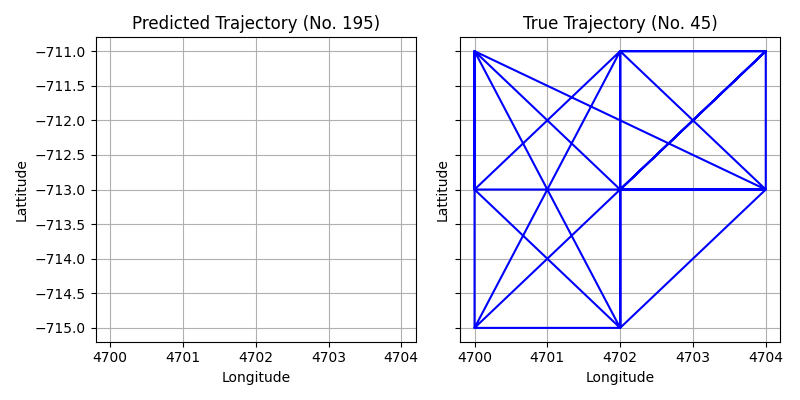 Predicted Trajectory (No. 195)
True Trajectory (No. 45)
−711.0
−711.5
−712.0
−712.5
−713.0
−713.5
−714.0
−714.5
−715.0
Lattitude
Lattitude
4700 4701 4702 4703 4704
4700 4701 4702 4703 4704
Longitude
Longitude